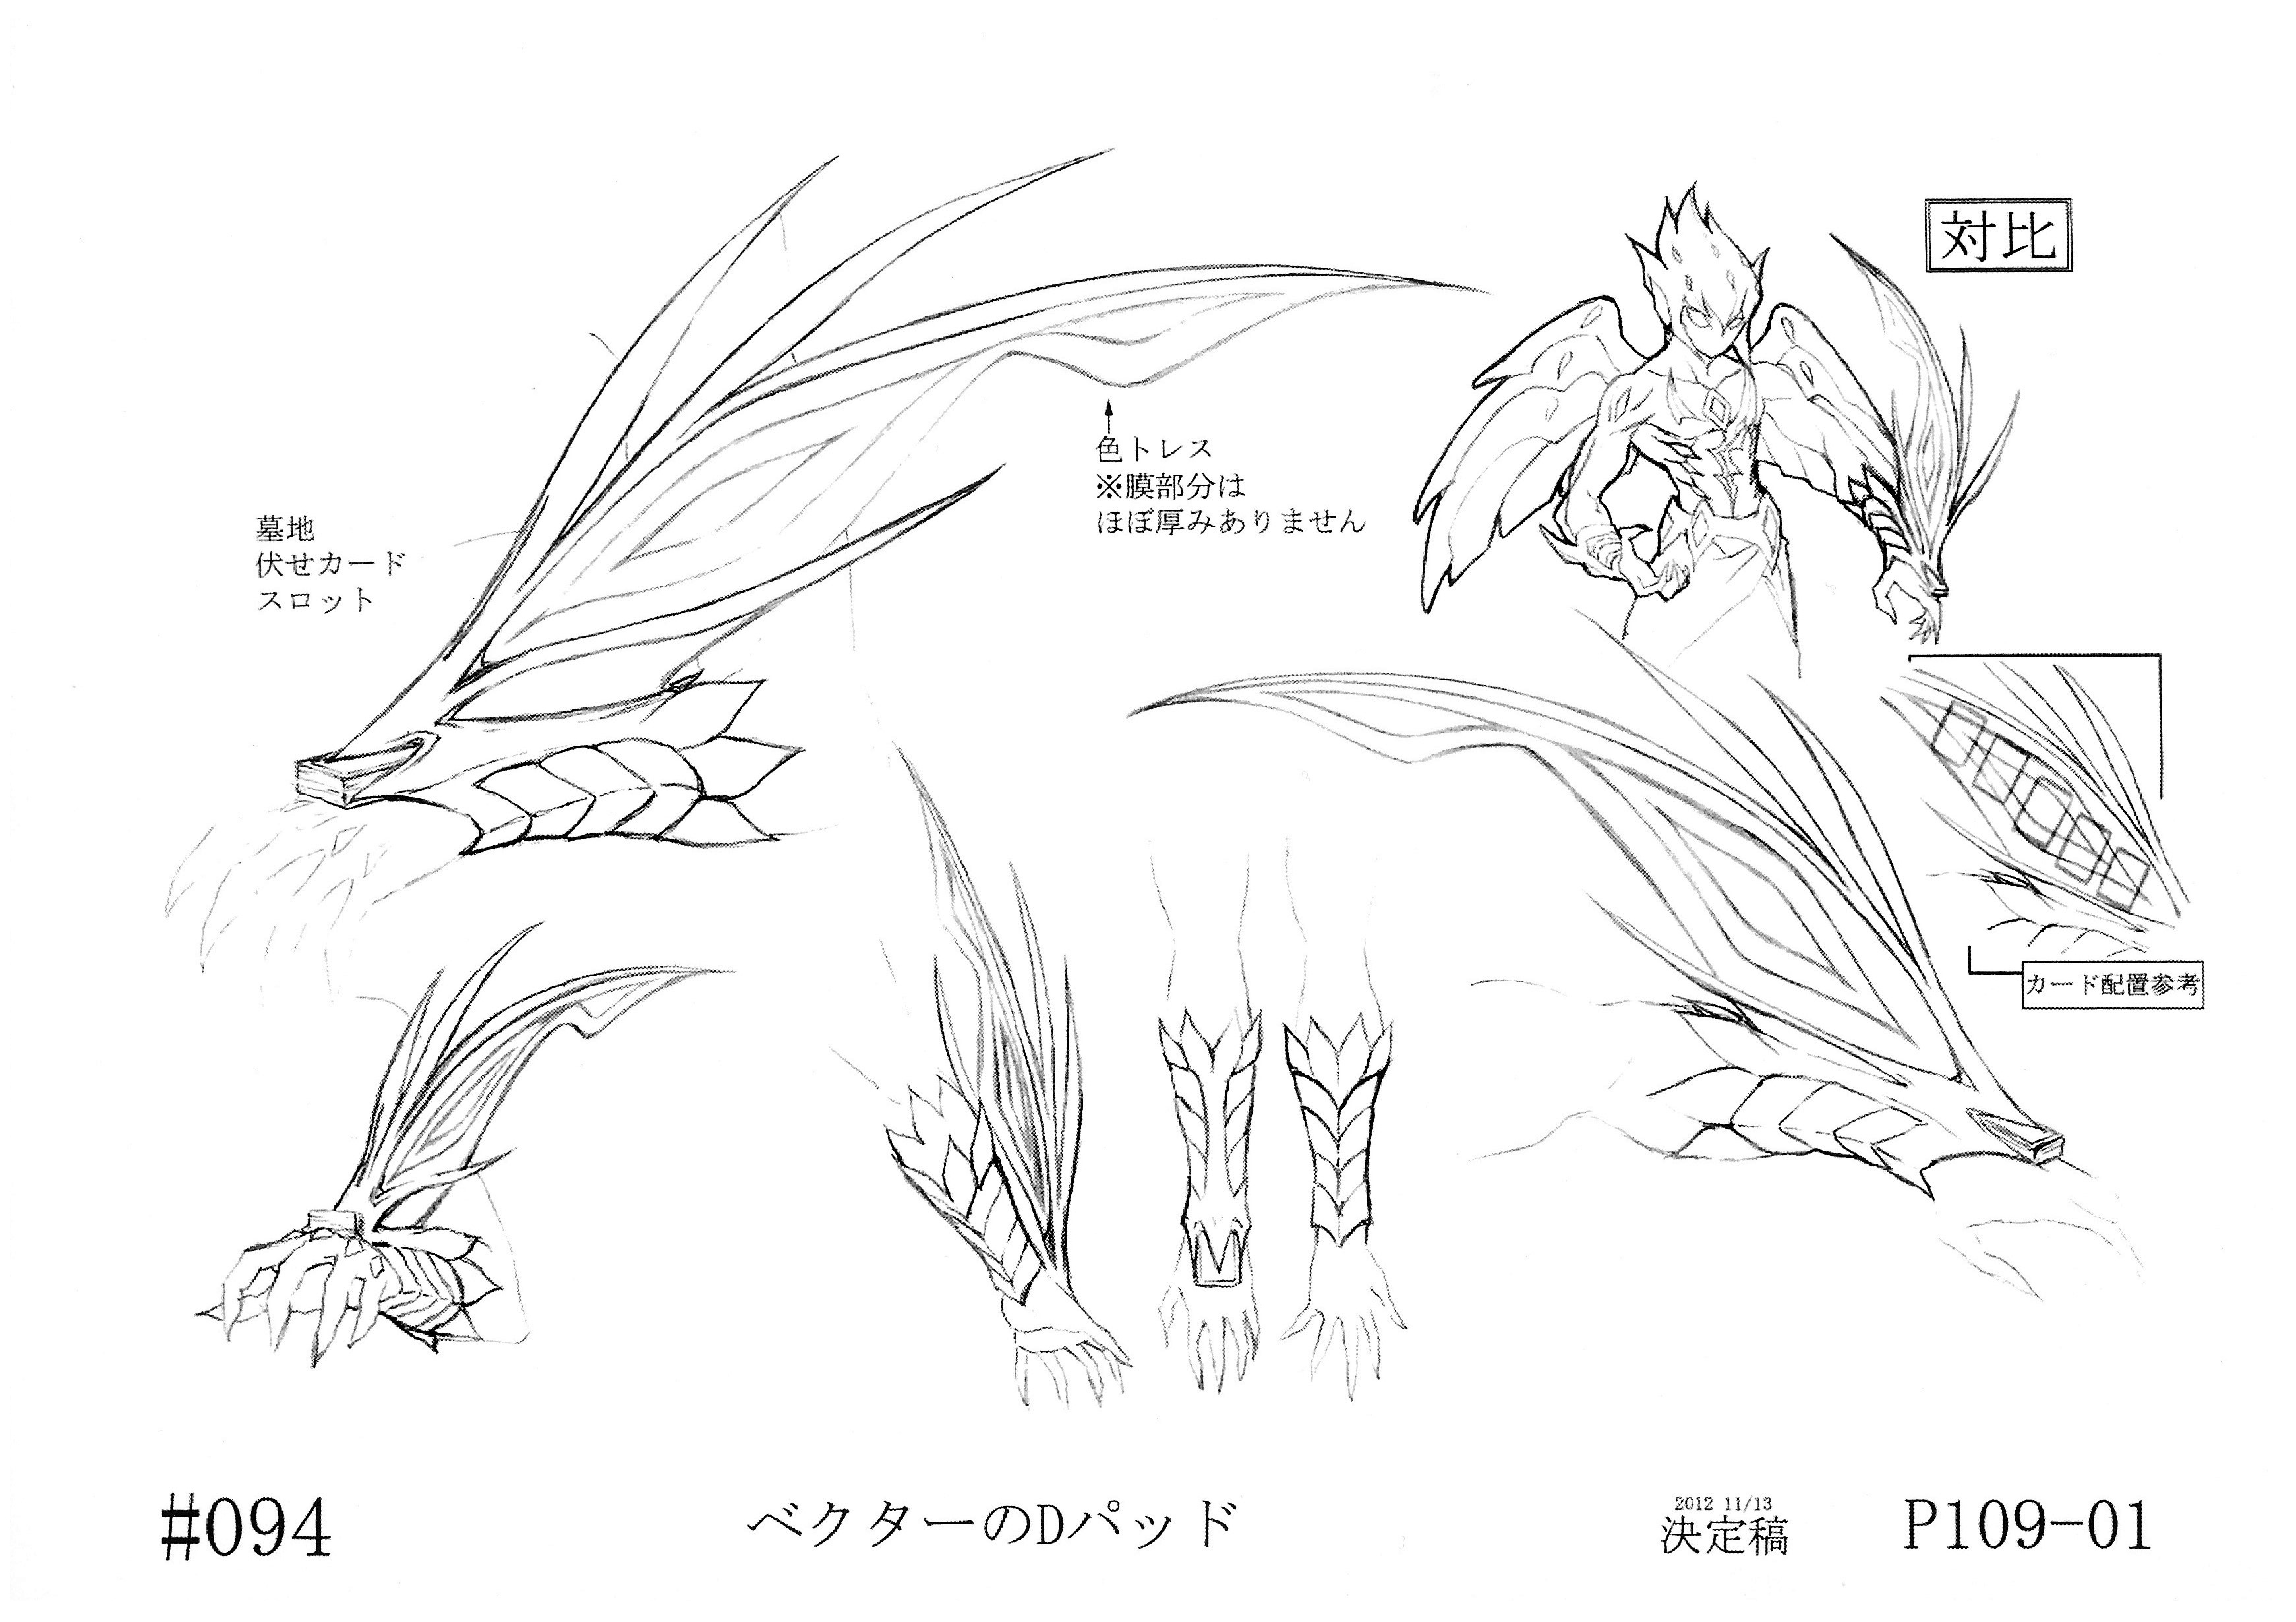 対比
色トレス
※膜部分は
ほぼ厚みありません
墓地
伏せカード
スロット
カード配置参考
#094
ベクターのDパッド
2012 11/13
決定稿
P109-01